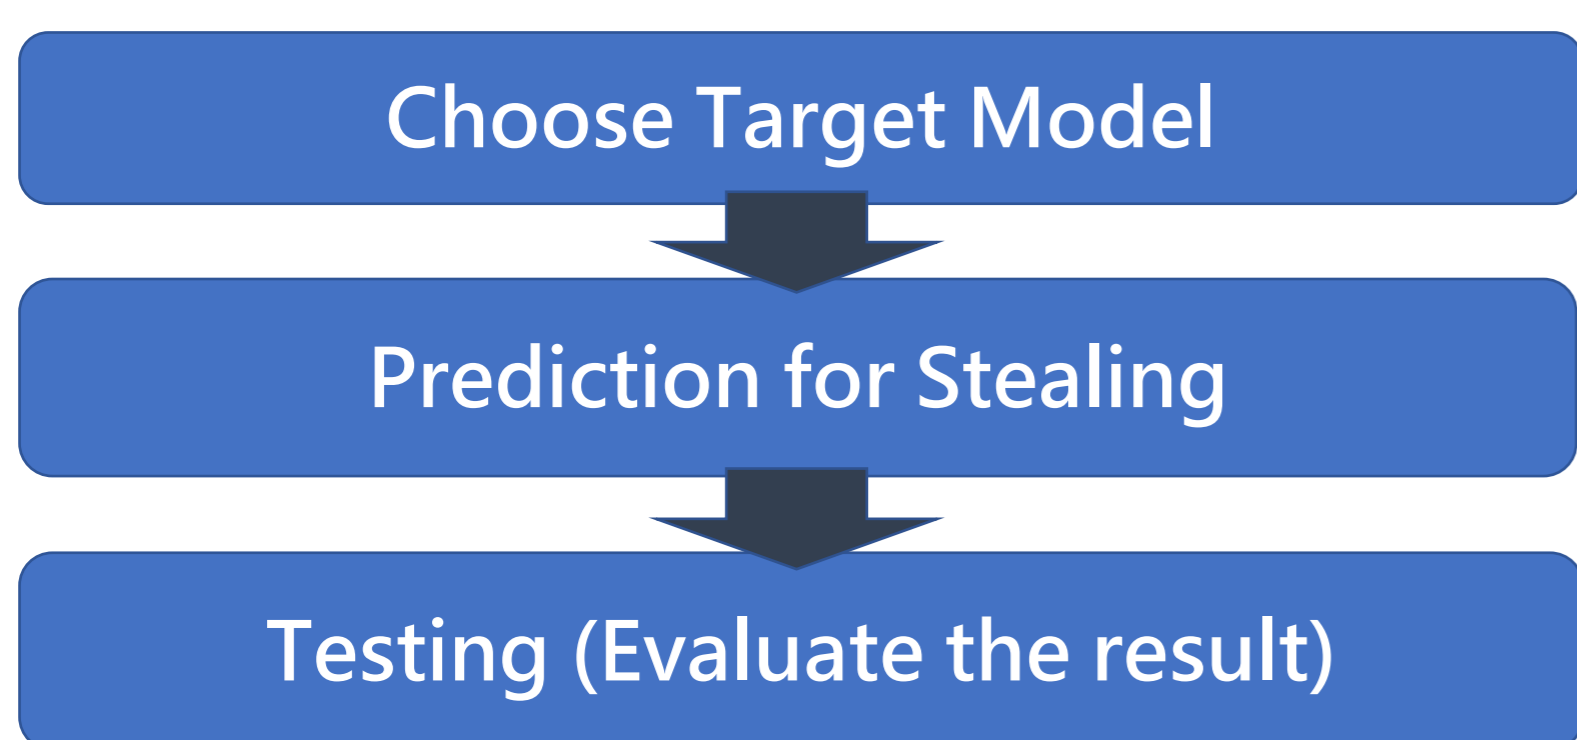 Choose Target Model
Prediction for Stealing
Testing (Evaluate the result)